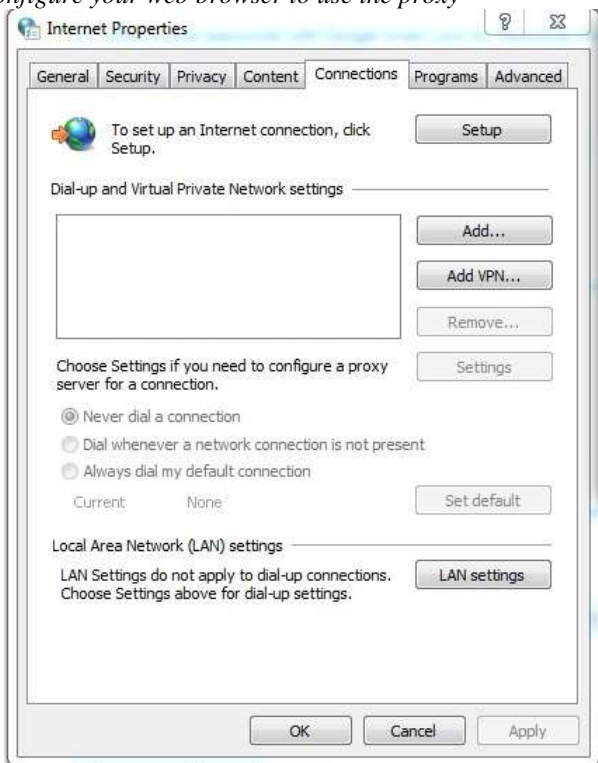 configure your web browser to use the proxy
Internet Properties
General Security Privacy Content Connections Programs Advanced
To set up an Internet connection, click
Setup.
Setup
Dial-up and Virtual Private Network settings
Add...
Add VPN...
Remove...
Choose Settings if you need to configure a proxy
server for a connection.
Settings
Never dial a connection
Dial whenever a network connection is not present
Always dial my default connection
Current None
Set default
Local Area Network (LAN) settings
LAN Settings do not apply to dial-up connections.
Choose Settings above for dial-up settings.
LAN settings
OK Cancel Apply